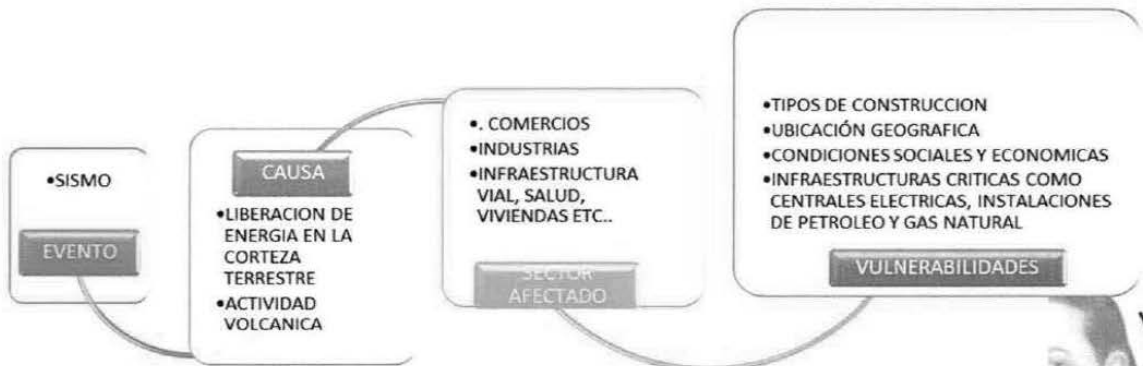 •SISMO
EVENTO
CAUSA
•LIBERACION DE
ENERGIA EN LA
CORTEZA
TERRESTRE
•ACTIVIDAD
VOLCANICA
•. COMERCIOS
•INDUSTRIAS
•INFRAESTRUCTURA
VIAL, SALUD,
VIVIENDAS ETC..
SECTOR
AFECTADO
•TIPOS DE CONSTRUCCION
•UBICACIÓN GEOGRAFICA
•CONDICIONES SOCIALES Y ECONOMICAS
•INFRAESTRUCTURAS CRITICAS COMO
CENTRALES ELECTRICAS, INSTALACIONES
DE PETROLEO Y GAS NATURAL
VULNERABILIDADES